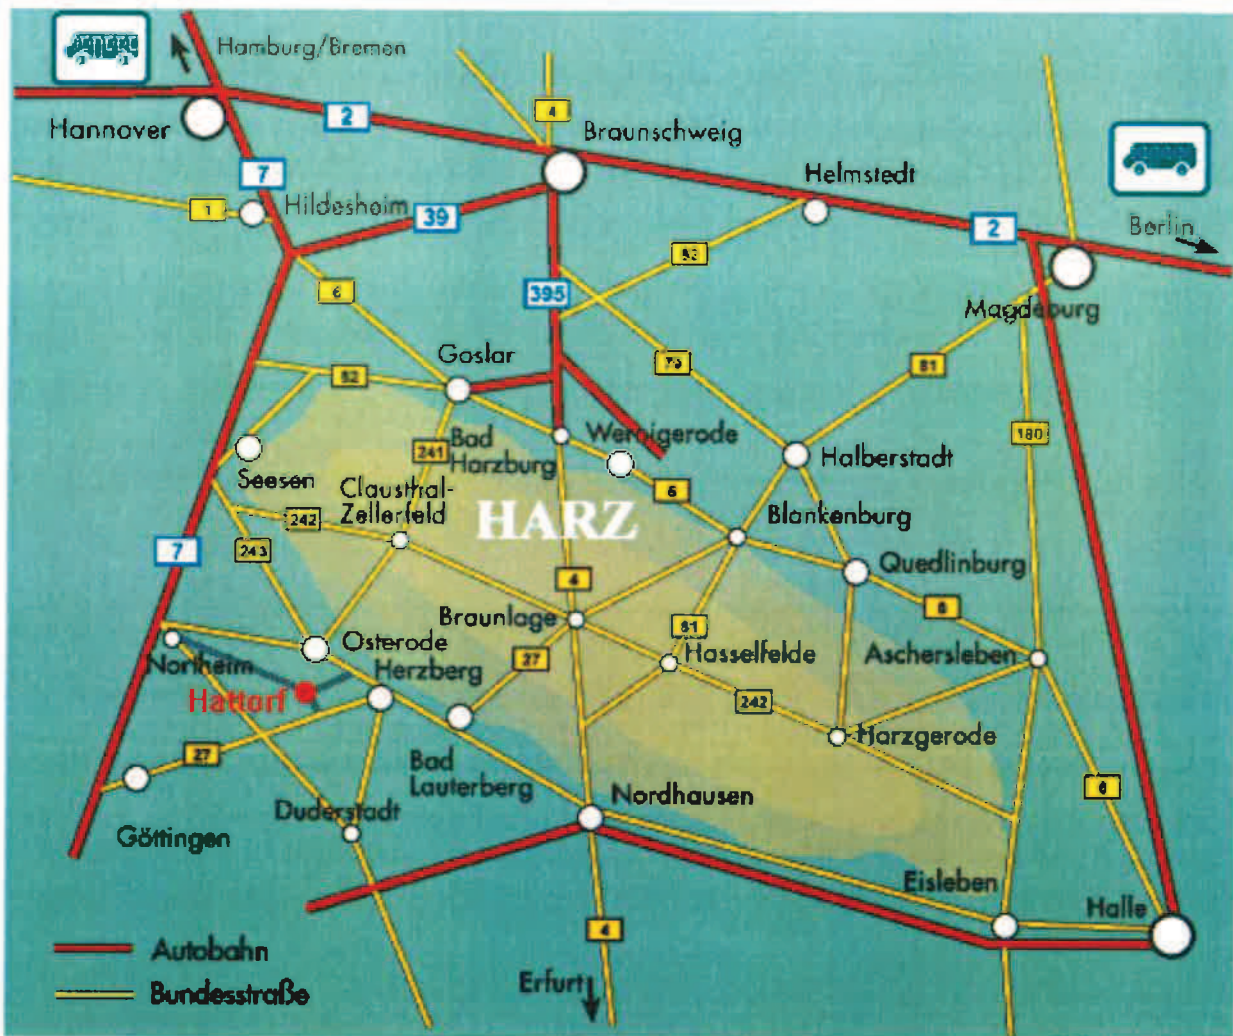 Hamburg/Bremen
Hannover
2
4
Braunschweig
7
Helmstedt
1
Hildesheim
39
2
Berlin
82
6
395
Magdeburg
Goslar
82
79
81
Bad
Harzburg
241
Wernigerode
180
Halberstadt
Seesen
Clausthal-
Zellerfeld
6
242
HARZ
Blankenburg
7
243
Quedlinburg
4
6
Braunlage
81
Osterode
Hasselfelde
Aschersleben
Northeim
27
Herzberg
Hattorf
242
Harzgerode
27
Bad
Lauterberg
6
Nordhausen
Duderstadt
Göttingen
Eisleben
Halle
4
Autobahn
Erfurt
Bundesstraße